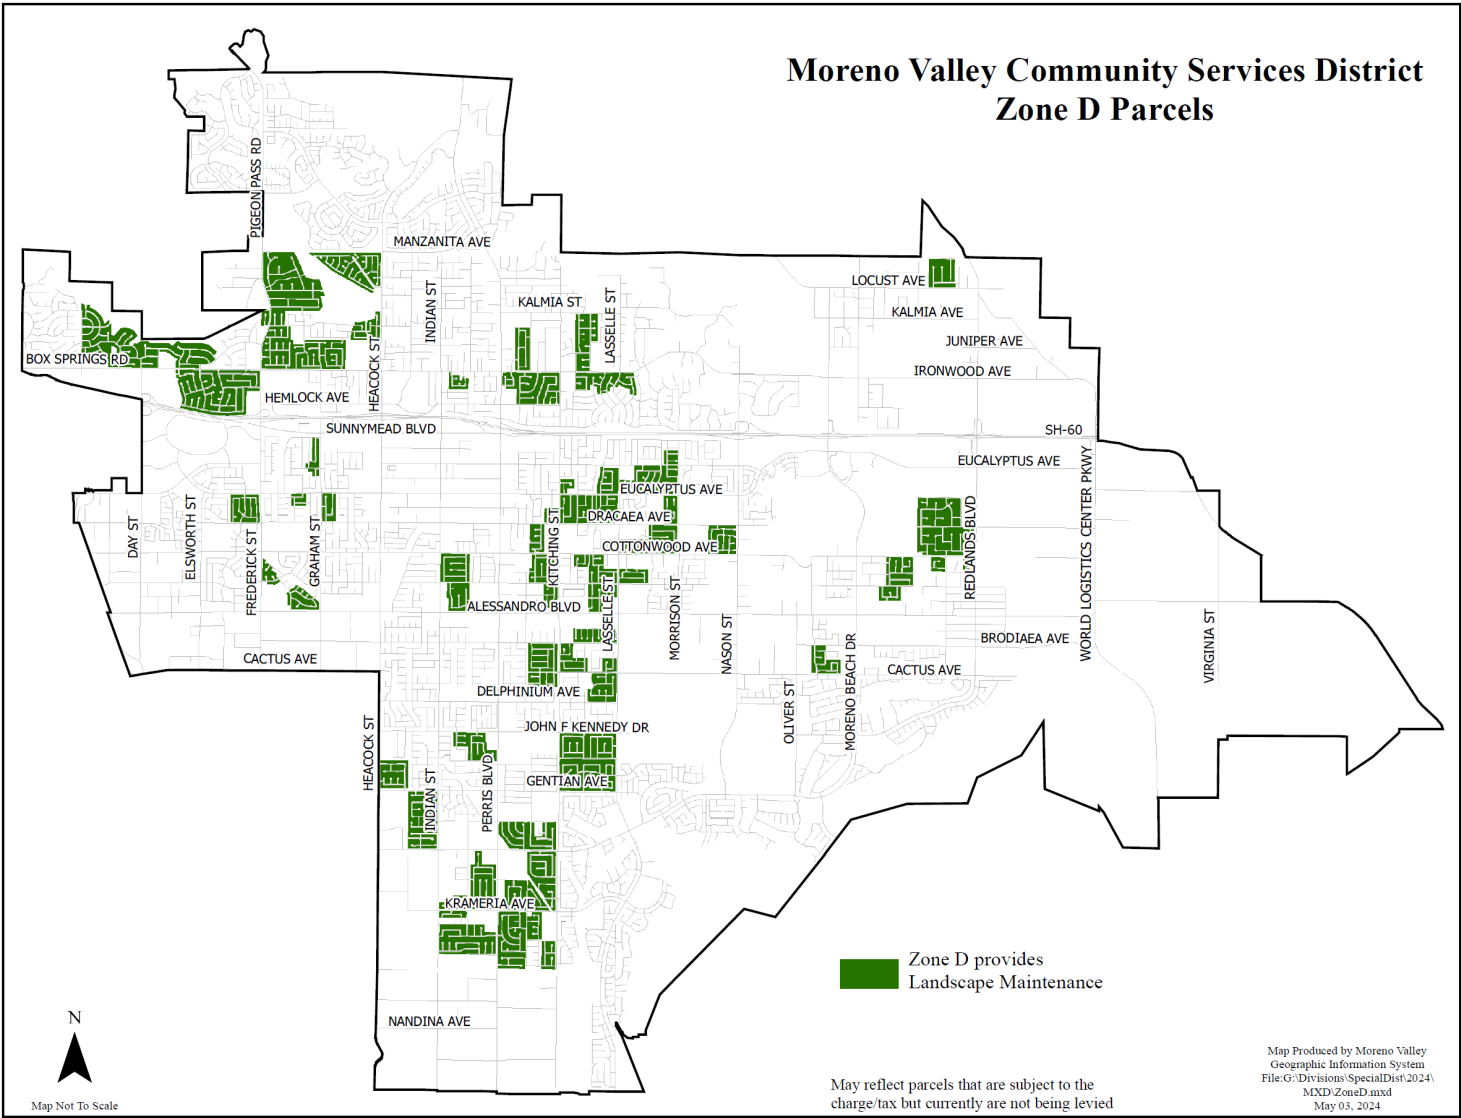 Moreno Valley Community Services District
Zone D Parcels
PIGEON PASS RD
MANZANITA AVE
INDIAN ST
KALMIA ST
LASSELLE ST
LOCUST AVE
KALMIA AVE
JUNIPER AVE
IRONWOOD AVE
BOX SPRINGS RD
HEACOCK ST
HEMLOCK AVE
SUNNYMEAD BLVD
SH-60
EUCALYPTUS AVE
EUCALYPTUS AVE
DRACAEA AVE
COTTONWOOD AVE
DAY ST
ELSWORTH ST
FREDERICK ST
GRAHAM ST
KITCHING ST
REDLANDS BLVD
WORLD LOGISTICS CENTER PKWY
ALESSANDRO BLVD
LASSELLE ST
MORRISON ST
NASON ST
BRODIAEA AVE
VIRGINIA ST
CACTUS AVE
CACTUS AVE
MORENO BEACH DR
OLIVER ST
DELPHINIUM AVE
JOHN F KENNEDY DR
HEACOCK ST
INDIAN ST
PERRIS BLVD
GENTIAN AVE
KRAMERIA AVE
NANDINA AVE
Zone D provides
Landscape Maintenance
N
Map Not To Scale
May reflect parcels that are subject to the
charge/tax but currently are not being levied
Map Produced by Moreno Valley
Geographic Information System
File:G:\Divisions\SpecialDist\2024\
MXD\ZoneD.mxd
May 03, 2024